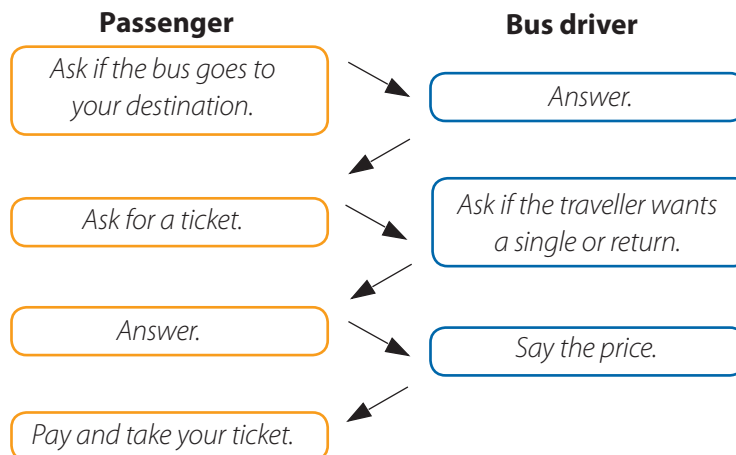 Passenger
Bus driver
Ask if the bus goes to
your destination.
Answer.
Ask for a ticket.
Ask if the traveller wants
a single or return.
Answer.
Say the price.
Pay and take your ticket.